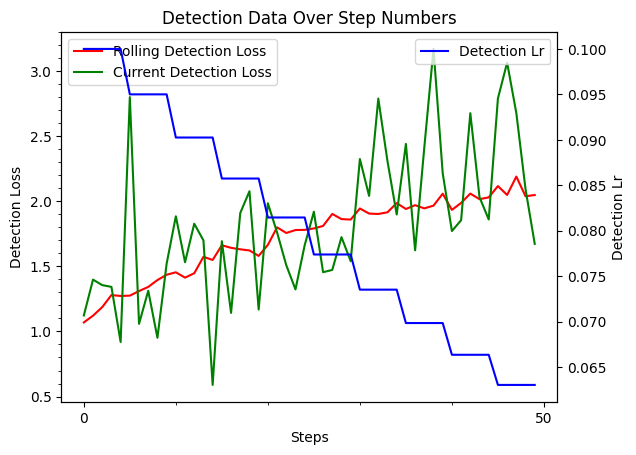 Detection Data Over Step Numbers
Rolling Detection Loss
Current Detection Loss
Detection Lr
3.0
2.5
2.0
1.5
1.0
0.5
Detection Loss
0.100
0.095
0.090
0.085
0.080
0.075
0.070
0.065
Detection Lr
0
50
Steps